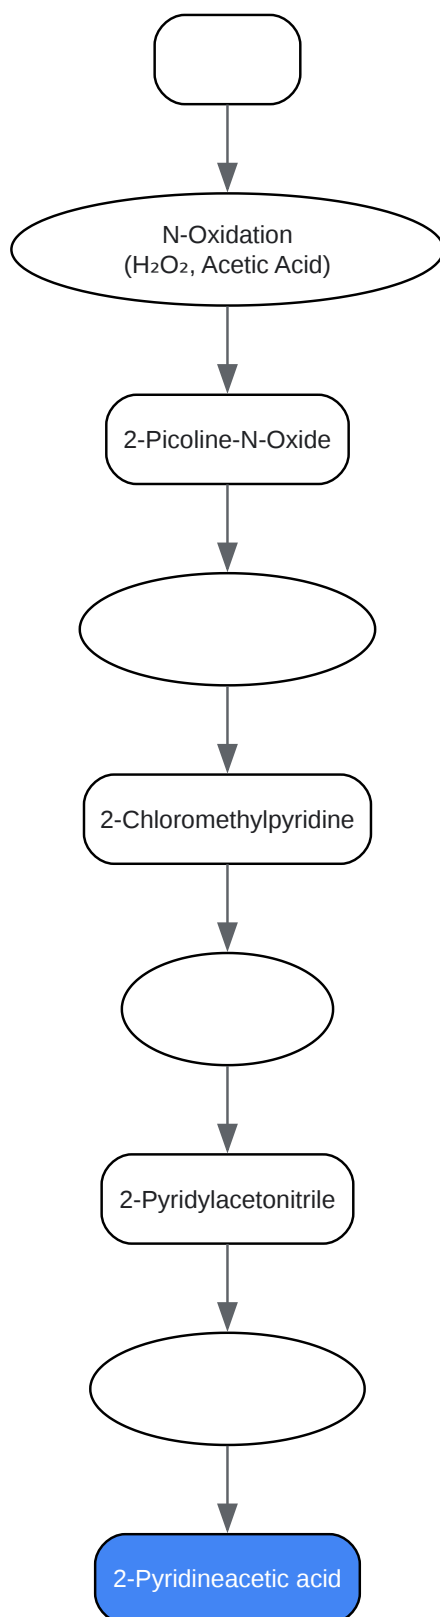 N-Oxidation
(H₂O₂, Acetic Acid)
2-Picoline-N-Oxide
2-Chloromethylpyridine
2-Pyridylacetonitrile
2-Pyridineacetic acid